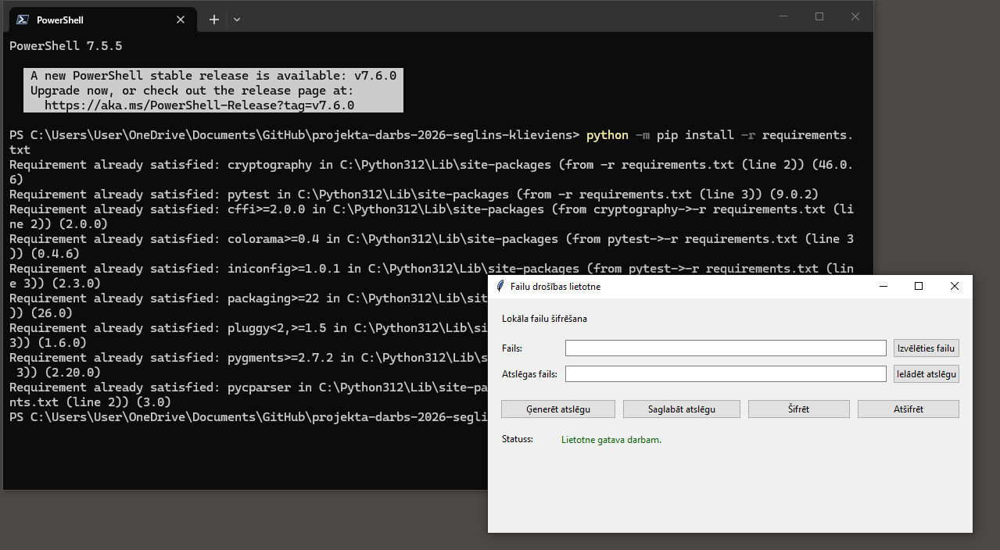 PowerShell
PowerShell 7.5.5
A new PowerShell stable release is available: v7.6.0
Upgrade now, or check out the release page at:
https://aka.ms/PowerShell-Release?tag=v7.6.0
PS C:\Users\User\OneDrive\Documents\GitHub\projekta-darbs-2026-seglins-klieviens> python -m pip install -r requirements.
txt
Requirement already satisfied: cryptography in C:\Python312\Lib\site-packages (from -r requirements.txt (line 2)) (46.0.
6)
Requirement already satisfied: pytest in C:\Python312\Lib\site-packages (from -r requirements.txt (line 3)) (9.0.2)
Requirement already satisfied: cffi>=2.0.0 in C:\Python312\Lib\site-packages (from cryptography->-r requirements.txt (li
ne 2)) (2.0.0)
Requirement already satisfied: colorama>=0.4 in C:\Python312\Lib\site-packages (from pytest->-r requirements.txt (line 3
)) (0.4.6)
Requirement already satisfied: iniconfig>=1.0.1 in C:\Python312\Lib\site-packages (from pytest->-r requirements.txt (lin
e 3)) (2.3.0)
Requirement already satisfied: packaging>=22 in C:\Python312\Lib\sit
)) (26.0)
Requirement already satisfied: pluggy<2,>=1.5 in C:\Python312\Lib\si
3)) (1.6.0)
Requirement already satisfied: pygments>=2.7.2 in C:\Python312\Lib\s
3)) (2.20.0)
Requirement already satisfied: pycparser in C:\Python312\Lib\site-pa
nts.txt (line 2)) (3.0)
PS C:\Users\User\OneDrive\Documents\GitHub\projekta-darbs-2026-segli
Failu drošības lietotne
Lokāla failu šifrēšana
Fails:
Izvēlēties failu
Atslēgas fails:
Ielādēt atslēgu
Ģenerēt atslēgu
Saglabāt atslēgu
Šifrēt
Atšifrēt
Statuss:
Lietotne gatava darbam.